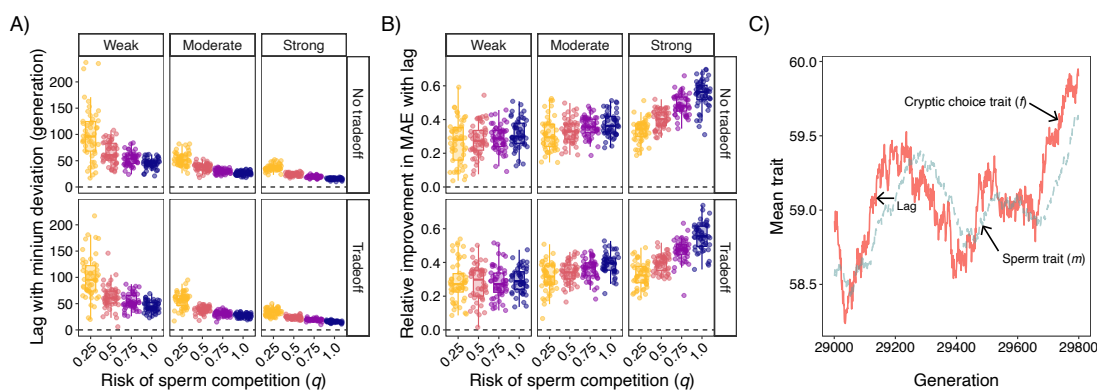 A)
Weak
Moderate
Strong
Lag with minium deviation (generation)
200
150
100
50
0
No tradeoff
200
150
100
50
0
Tradeoff
0.25
0.5
0.75
1.0
0.25
0.5
0.75
1.0
0.25
0.5
0.75
1.0
Risk of sperm competition (q)
B)
Weak
Moderate
Strong
Relative improvement in MAE with lag
0.6
0.4
0.2
0.0
No tradeoff
0.6
0.4
0.2
0.0
Tradeoff
0.25
0.5
0.75
1.0
0.25
0.5
0.75
1.0
0.25
0.5
0.75
1.0
Risk of sperm competition (q)
C)
Mean trait
60.0
59.5
59.0
58.5
Cryptic choice trait (f)
Lag
Sperm trait (m)
29000
29200
29400
29600
29800
Generation